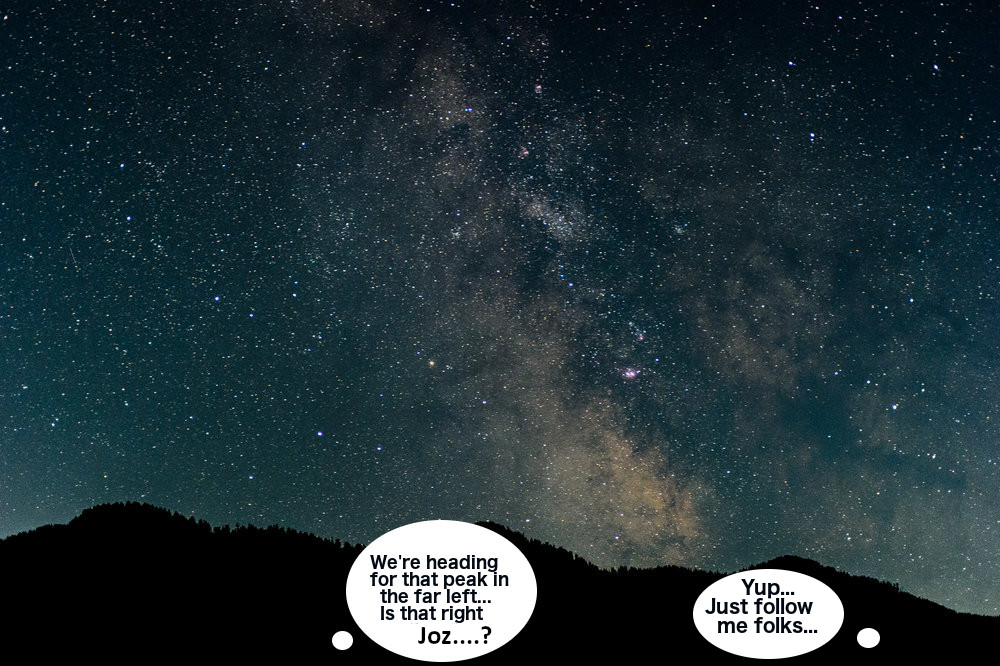 We're heading
for that peak in
the far left...
Is that right
Joz....?
Yup...
Just follow
me folks...